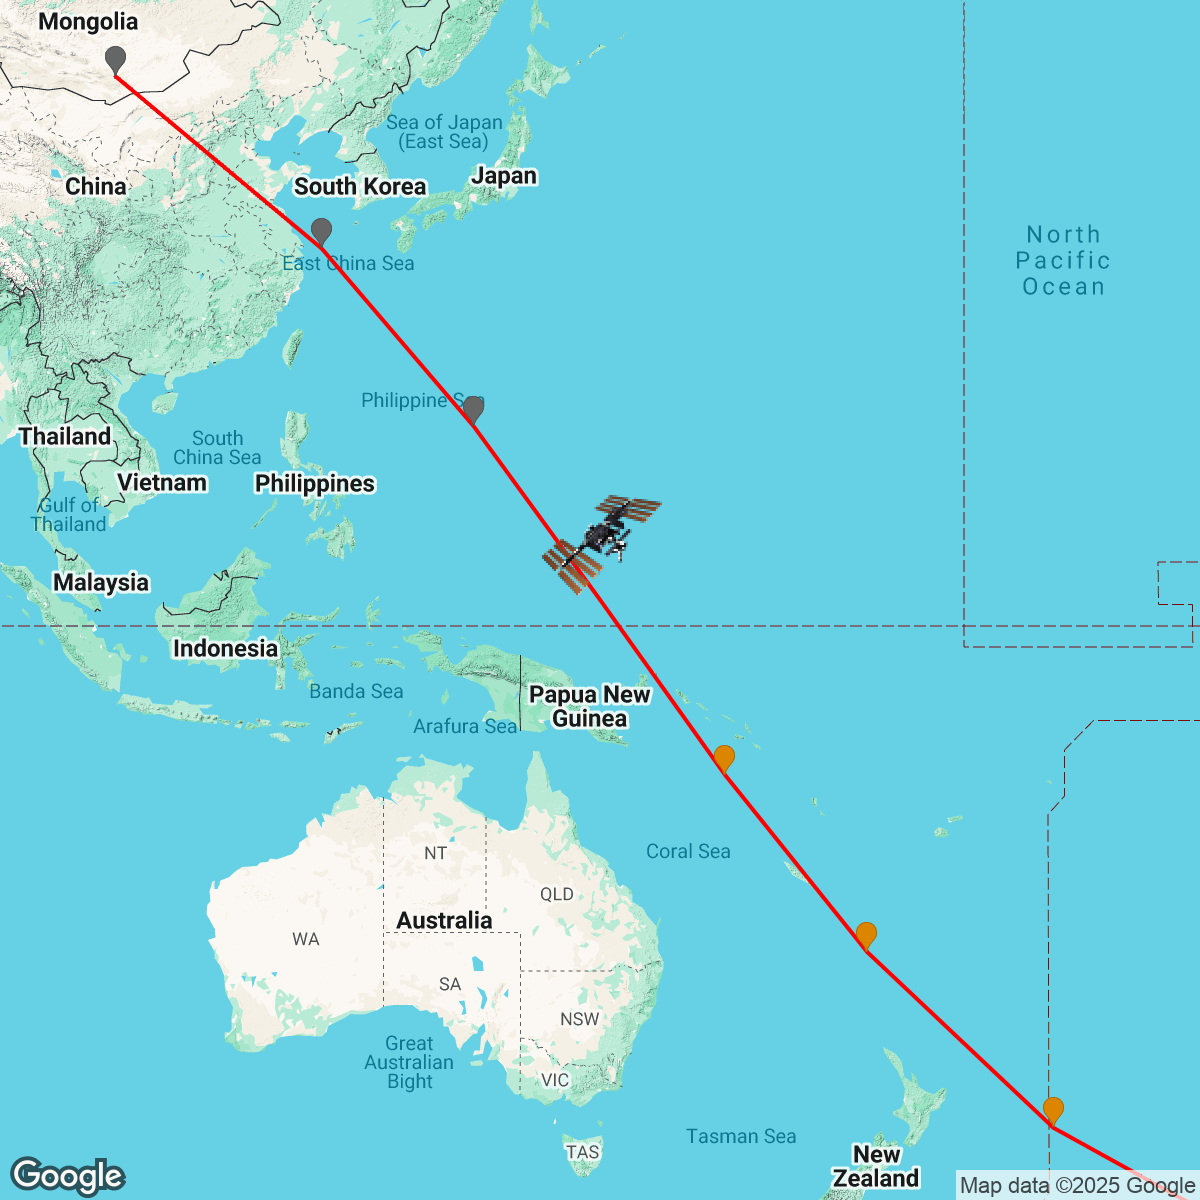 Mongolia
Sea of Japan
(East Sea)
Japan
China
South Korea
North
Pacific
Ocean
East China Sea
Philippine Sea
Thailand
South
China Sea
Vietnam
Philippines
Gulf of
Thailand
Malaysia
Indonesia
Banda Sea
Papua New
Guinea
Arafura Sea
NT
Coral Sea
QLD
Australia
WA
SA
NSW
Great
Australian
Bight
VIC
Tasman Sea
TAS
New
Zealand
Google
Map data ©2025 Google